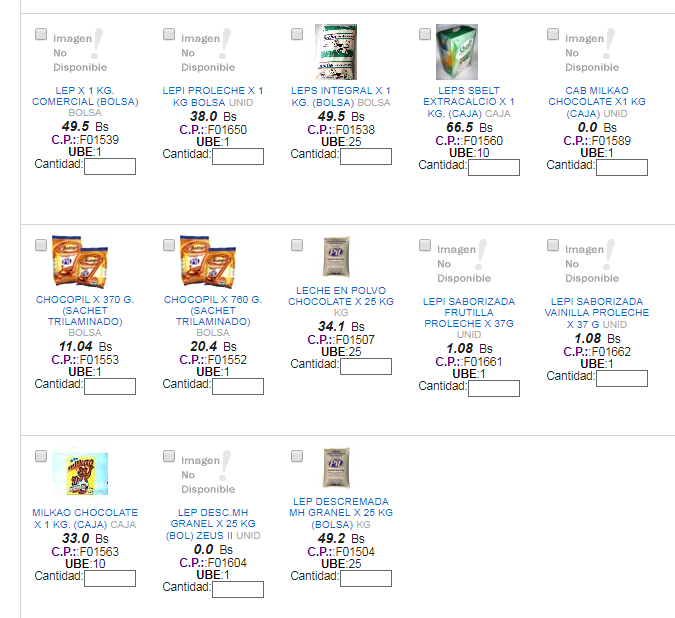 Imagen
No
Disponible
LEP X 1 KG.
COMERCIAL (BOLSA)
BOLSA
49.5 Bs
C.P.::F01539
UBE:1
Cantidad:
Imagen
No
Disponible
LEPI PROLECHE X 1
KG BOLSA UNID
38.0 Bs
C.P.::F01650
UBE:1
Cantidad:
LEPS INTEGRAL X 1
KG. (BOLSA) BOLSA
49.5 Bs
C.P.::F01538
UBE:25
Cantidad:
LEPS SBELT
EXTRACALCIO X 1
KG. (CAJA) CAJA
66.5 Bs
C.P.::F01560
UBE:10
Cantidad:
Imagen
No
Disponible
CAB MILKAO
CHOCOLATE X1 KG
(CAJA) UNID
0.0 Bs
C.P.::F01589
UBE:1
Cantidad:
CHOCOPIL X 370 G.
(SACHET
TRILAMINADO)
BOLSA
11.04 Bs
C.P.::F01553
UBE:1
Cantidad:
CHOCOPIL X 760 G.
(SACHET
TRILAMINADO)
BOLSA
20.4 Bs
C.P.::F01552
UBE:1
Cantidad:
Pil
LECHE EN POLVO
CHOCOLATE X 25 KG
KG
34.1 Bs
C.P.::F01507
UBE:25
Cantidad:
Imagen
No
Disponible
LEPI SABORIZADA
FRUTILLA
PROLECHE X 37G
UNID
1.08 Bs
C.P.::F01661
UBE:1
Cantidad:
Imagen
No
Disponible
LEPI SABORIZADA
VAINILLA PROLECHE
X 37 G UNID
1.08 Bs
C.P.::F01662
UBE:1
Cantidad:
milkao
MILKAO CHOCOLATE
X 1 KG. (CAJA) CAJA
33.0 Bs
C.P.::F01563
UBE:10
Cantidad:
Imagen
No
Disponible
LEP DESC.MH
GRANEL X 25 KG
(BOL) ZEUS II UNID
0.0 Bs
C.P.::F01604
UBE:1
Cantidad:
Pil
LEP DESCREMADA
MH GRANEL X 25 KG
(BOLSA) KG
49.2 Bs
C.P.::F01504
UBE:25
Cantidad: